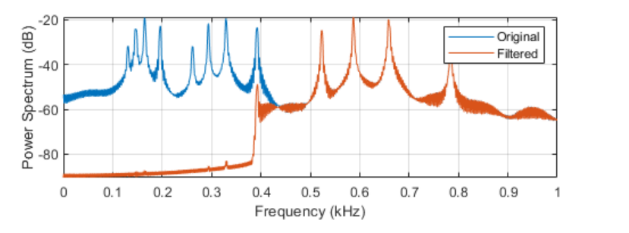 -20
-40
-60
-80
Power Spectrum (dB)
Original
Filtered
0 0.1 0.2 0.3 0.4 0.5 0.6 0.7 0.8 0.9 1
Frequency (kHz)